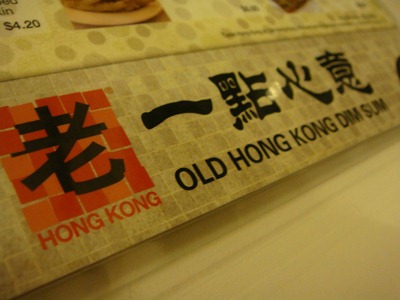 $4.20
老
HONG KONG
一點心意
OLD HONG KONG DIM SUM